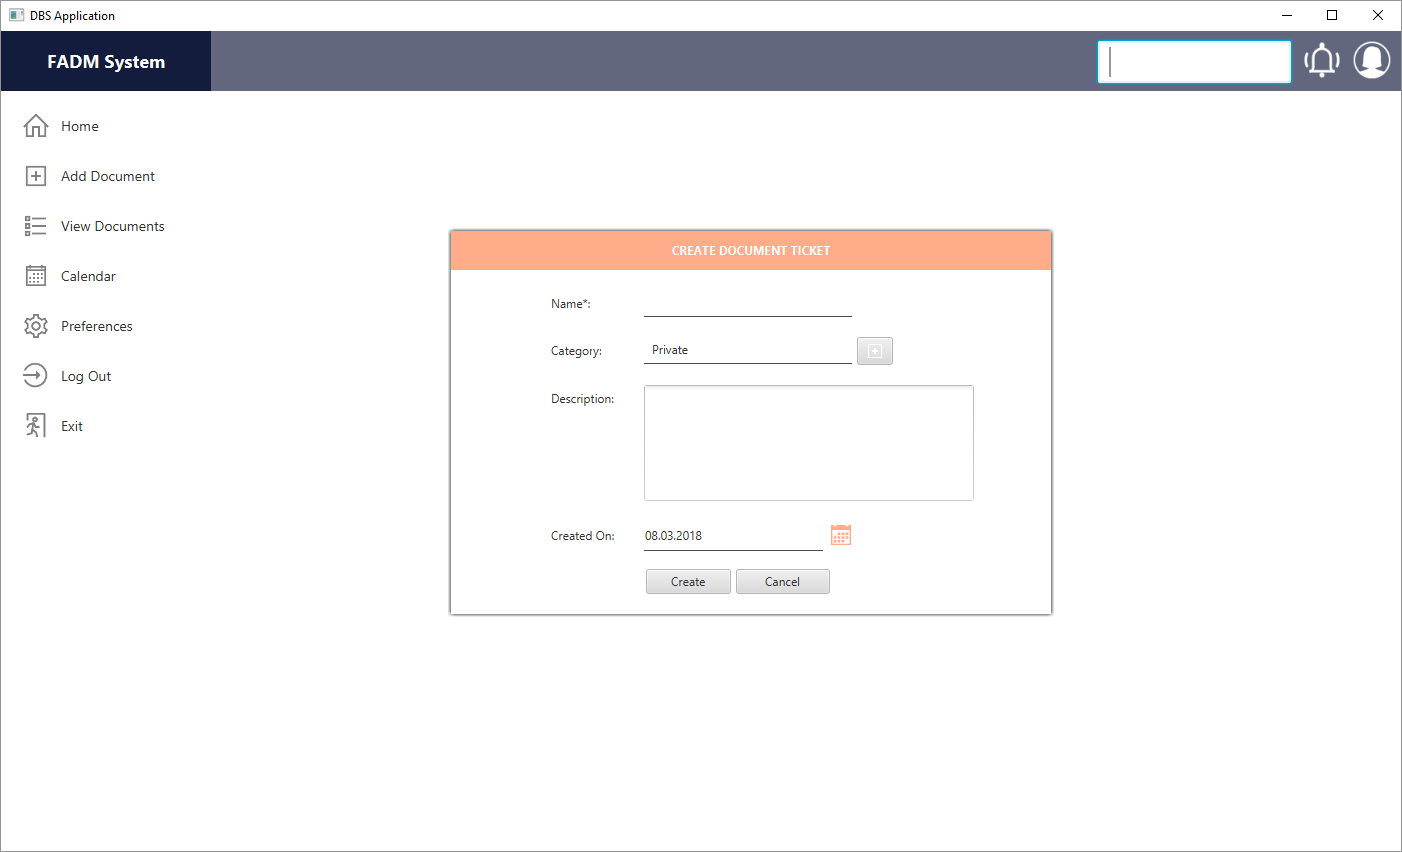 DBS Application
FADM System
Home
Add Document
View Documents
Calendar
Preferences
Log Out
Exit
CREATE DOCUMENT TICKET
Name*:
Category: Private
Description:
Created On: 08.03.2018
Create Cancel